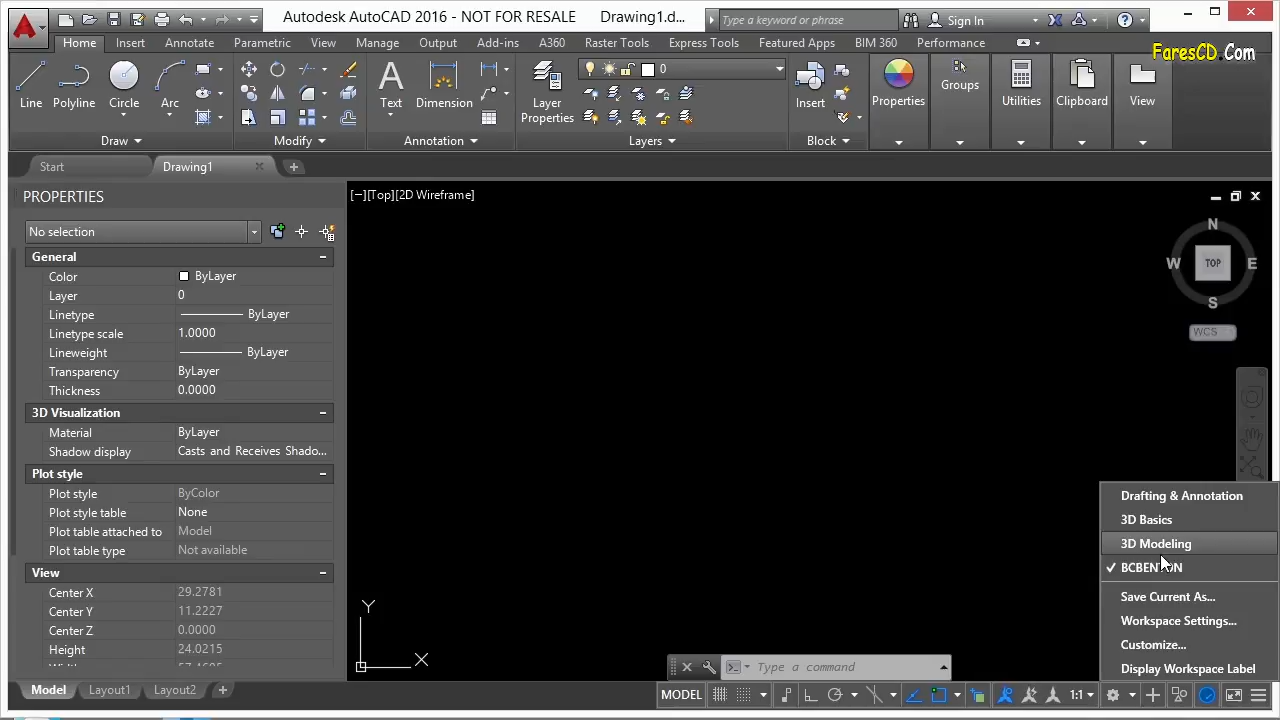 Autodesk AutoCAD 2016 - NOT FOR RESALE Drawing1.d...
Type a keyword or phrase
Sign In
Home Insert Annotate Parametric View Manage Output Add-ins A360 Raster Tools Express Tools Featured Apps BIM 360 Performance
FaresCD.Com
0
Line Polyline Circle Arc Text Dimension Layer Properties Insert Properties Groups Utilities Clipboard View
Draw Modify Annotation Layers Block
Start Drawing1
PROPERTIES
[−][Top][2D Wireframe]
No selection
General
Color ByLayer
Layer 0
Linetype ByLayer
Linetype scale 1.0000
Lineweight ByLayer
Transparency ByLayer
Thickness 0.0000
3D Visualization
Material ByLayer
Shadow display Casts and Receives Shado...
Plot style
Plot style ByColor
Plot style table None
Plot table attached to Model
Plot table type Not available
View
Center X 29.2781
Center Y 11.2227
Center Z 0.0000
Height 24.0215
N
W TOP E
S
WCS
Y
X
Drafting & Annotation
3D Basics
3D Modeling
BCBENTON
Save Current As...
Workspace Settings...
Customize...
Display Workspace Label
Type a command
Model Layout1 Layout2
MODEL
1:1